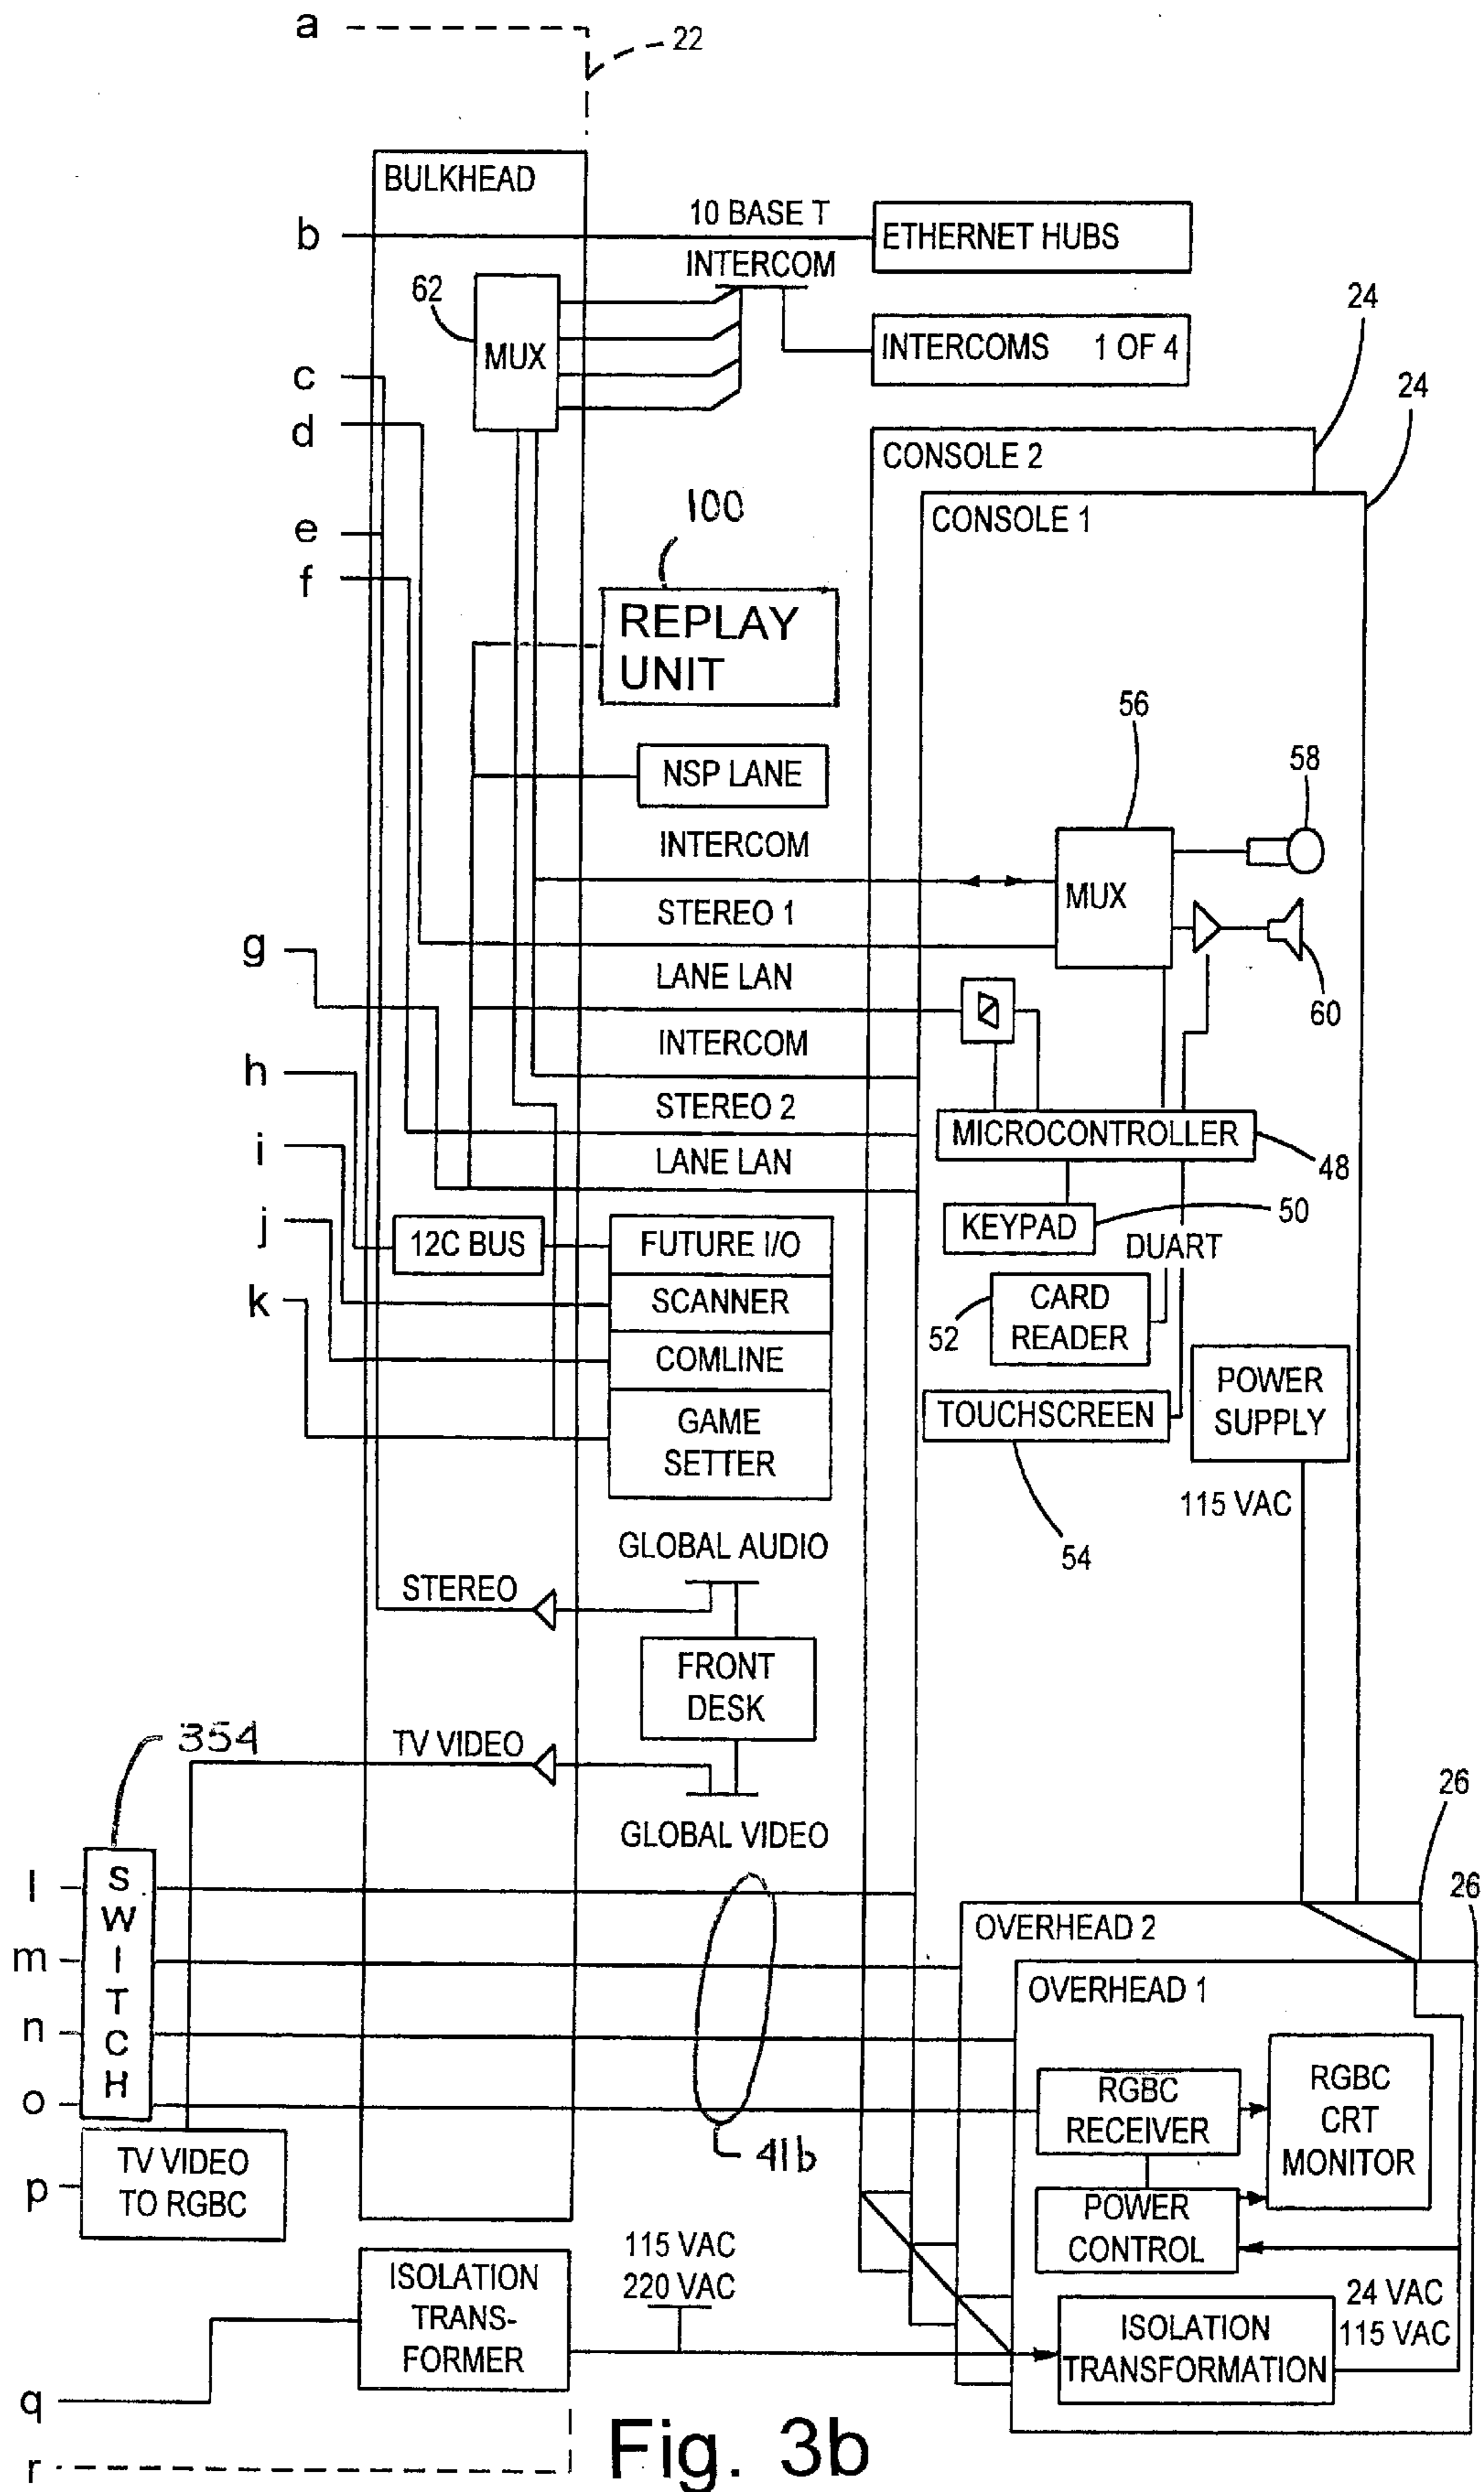 a
22
BULKHEAD
b
10 BASE T
ETHERNET HUBS
INTERCOM
62
MUX
INTERCOMS 1 OF 4
24
24
c
d
CONSOLE 2
CONSOLE 1
e
f
100
REPLAY
UNIT
56
58
NSP LANE
INTERCOM
MUX
STEREO 1
g
LANE LAN
60
INTERCOM
h
STEREO 2
MICROCONTROLLER
48
i
LANE LAN
j
12C BUS
FUTURE I/O
KEYPAD
50
DUART
k
SCANNER
52
CARD
READER
COMLINE
POWER
SUPPLY
GAME
SETTER
TOUCHSCREEN
115 VAC
54
GLOBAL AUDIO
STEREO
FRONT
DESK
354
TV VIDEO
26
26
GLOBAL VIDEO
l
m
n
o
SWITCH
OVERHEAD 2
OVERHEAD 1
RGBC
RECEIVER
RGBC
CRT
MONITOR
41b
p
TV VIDEO
TO RGBC
POWER
CONTROL
115 VAC
220 VAC
ISOLATION
TRANS-
FORMER
24 VAC
115 VAC
ISOLATION
TRANSFORMATION
q
r
Fig. 3b